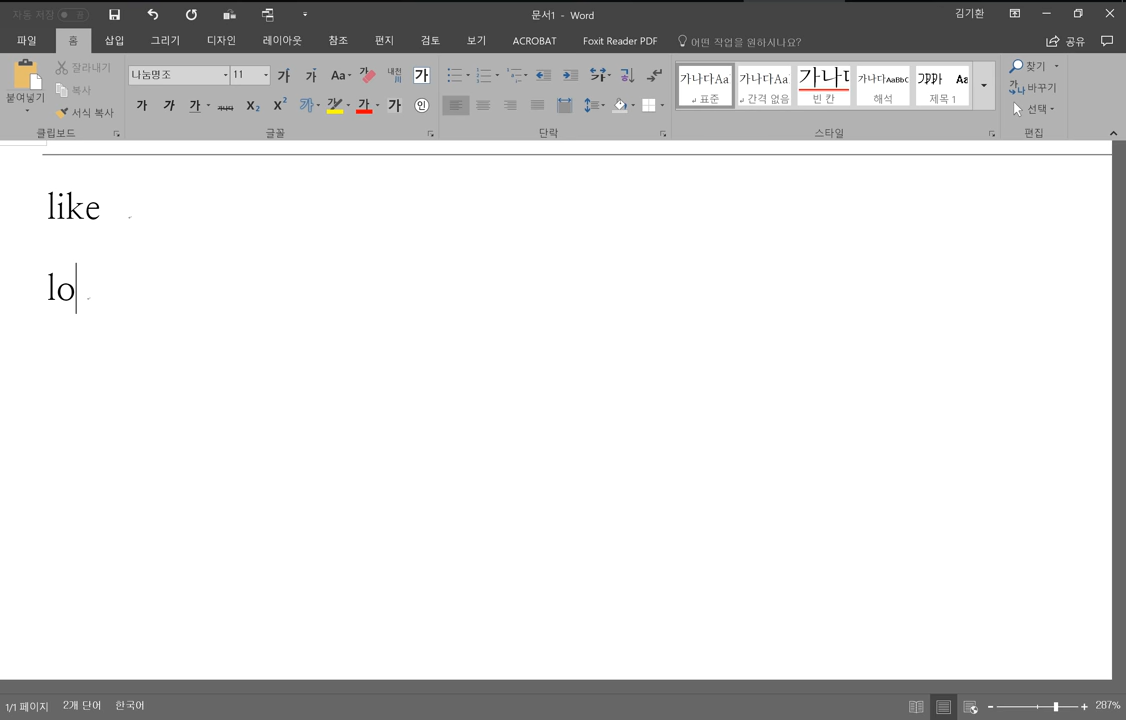 자동 저장
문서1 - Word
김기환
파일 홈 삽입 그리기 디자인 레이아웃 참조 편지 검토 보기 ACROBAT Foxit Reader PDF 어떤 작업을 원하시나요? 공유
붙여넣기
잘라내기
복사
서식 복사
클립보드
나눔명조 11 가 가 Aa 가 내천 가
가 가 가 가나다 X₂ X² 가 가 가 가
글꼴
단락
가나다Aa 가나다Aa 가나다 가나다AaBbC Aa
표준 간격 없음 빈 칸 해석 제목 1
스타일
찾기
바꾸기
선택
편집
like
lo
1/1 페이지 2개 단어 한국어 287%